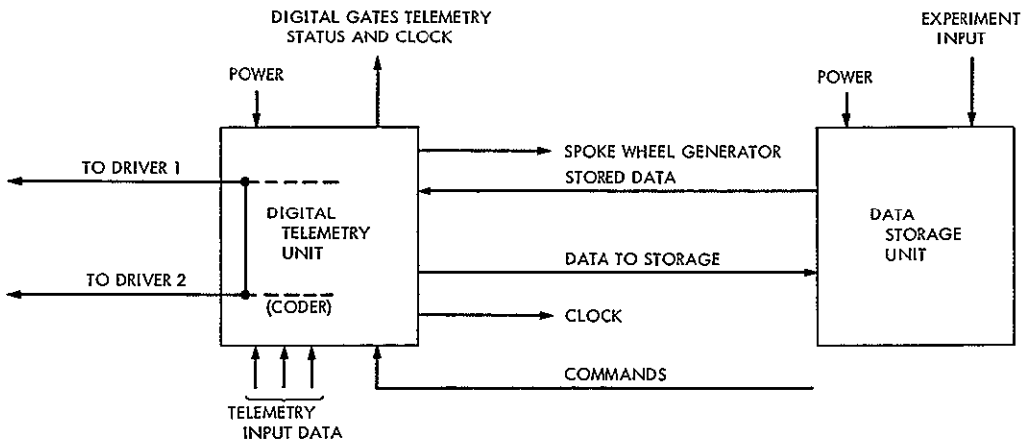 DIGITAL GATES TELEMETRY
STATUS AND CLOCK
EXPERIMENT
INPUT
POWER
POWER
TO DRIVER 1
SPOKE WHEEL GENERATOR
STORED DATA
DIGITAL
TELEMETRY
UNIT
DATA
STORAGE
UNIT
DATA TO STORAGE
TO DRIVER 2
(CODER)
CLOCK
COMMANDS
TELEMETRY
INPUT DATA